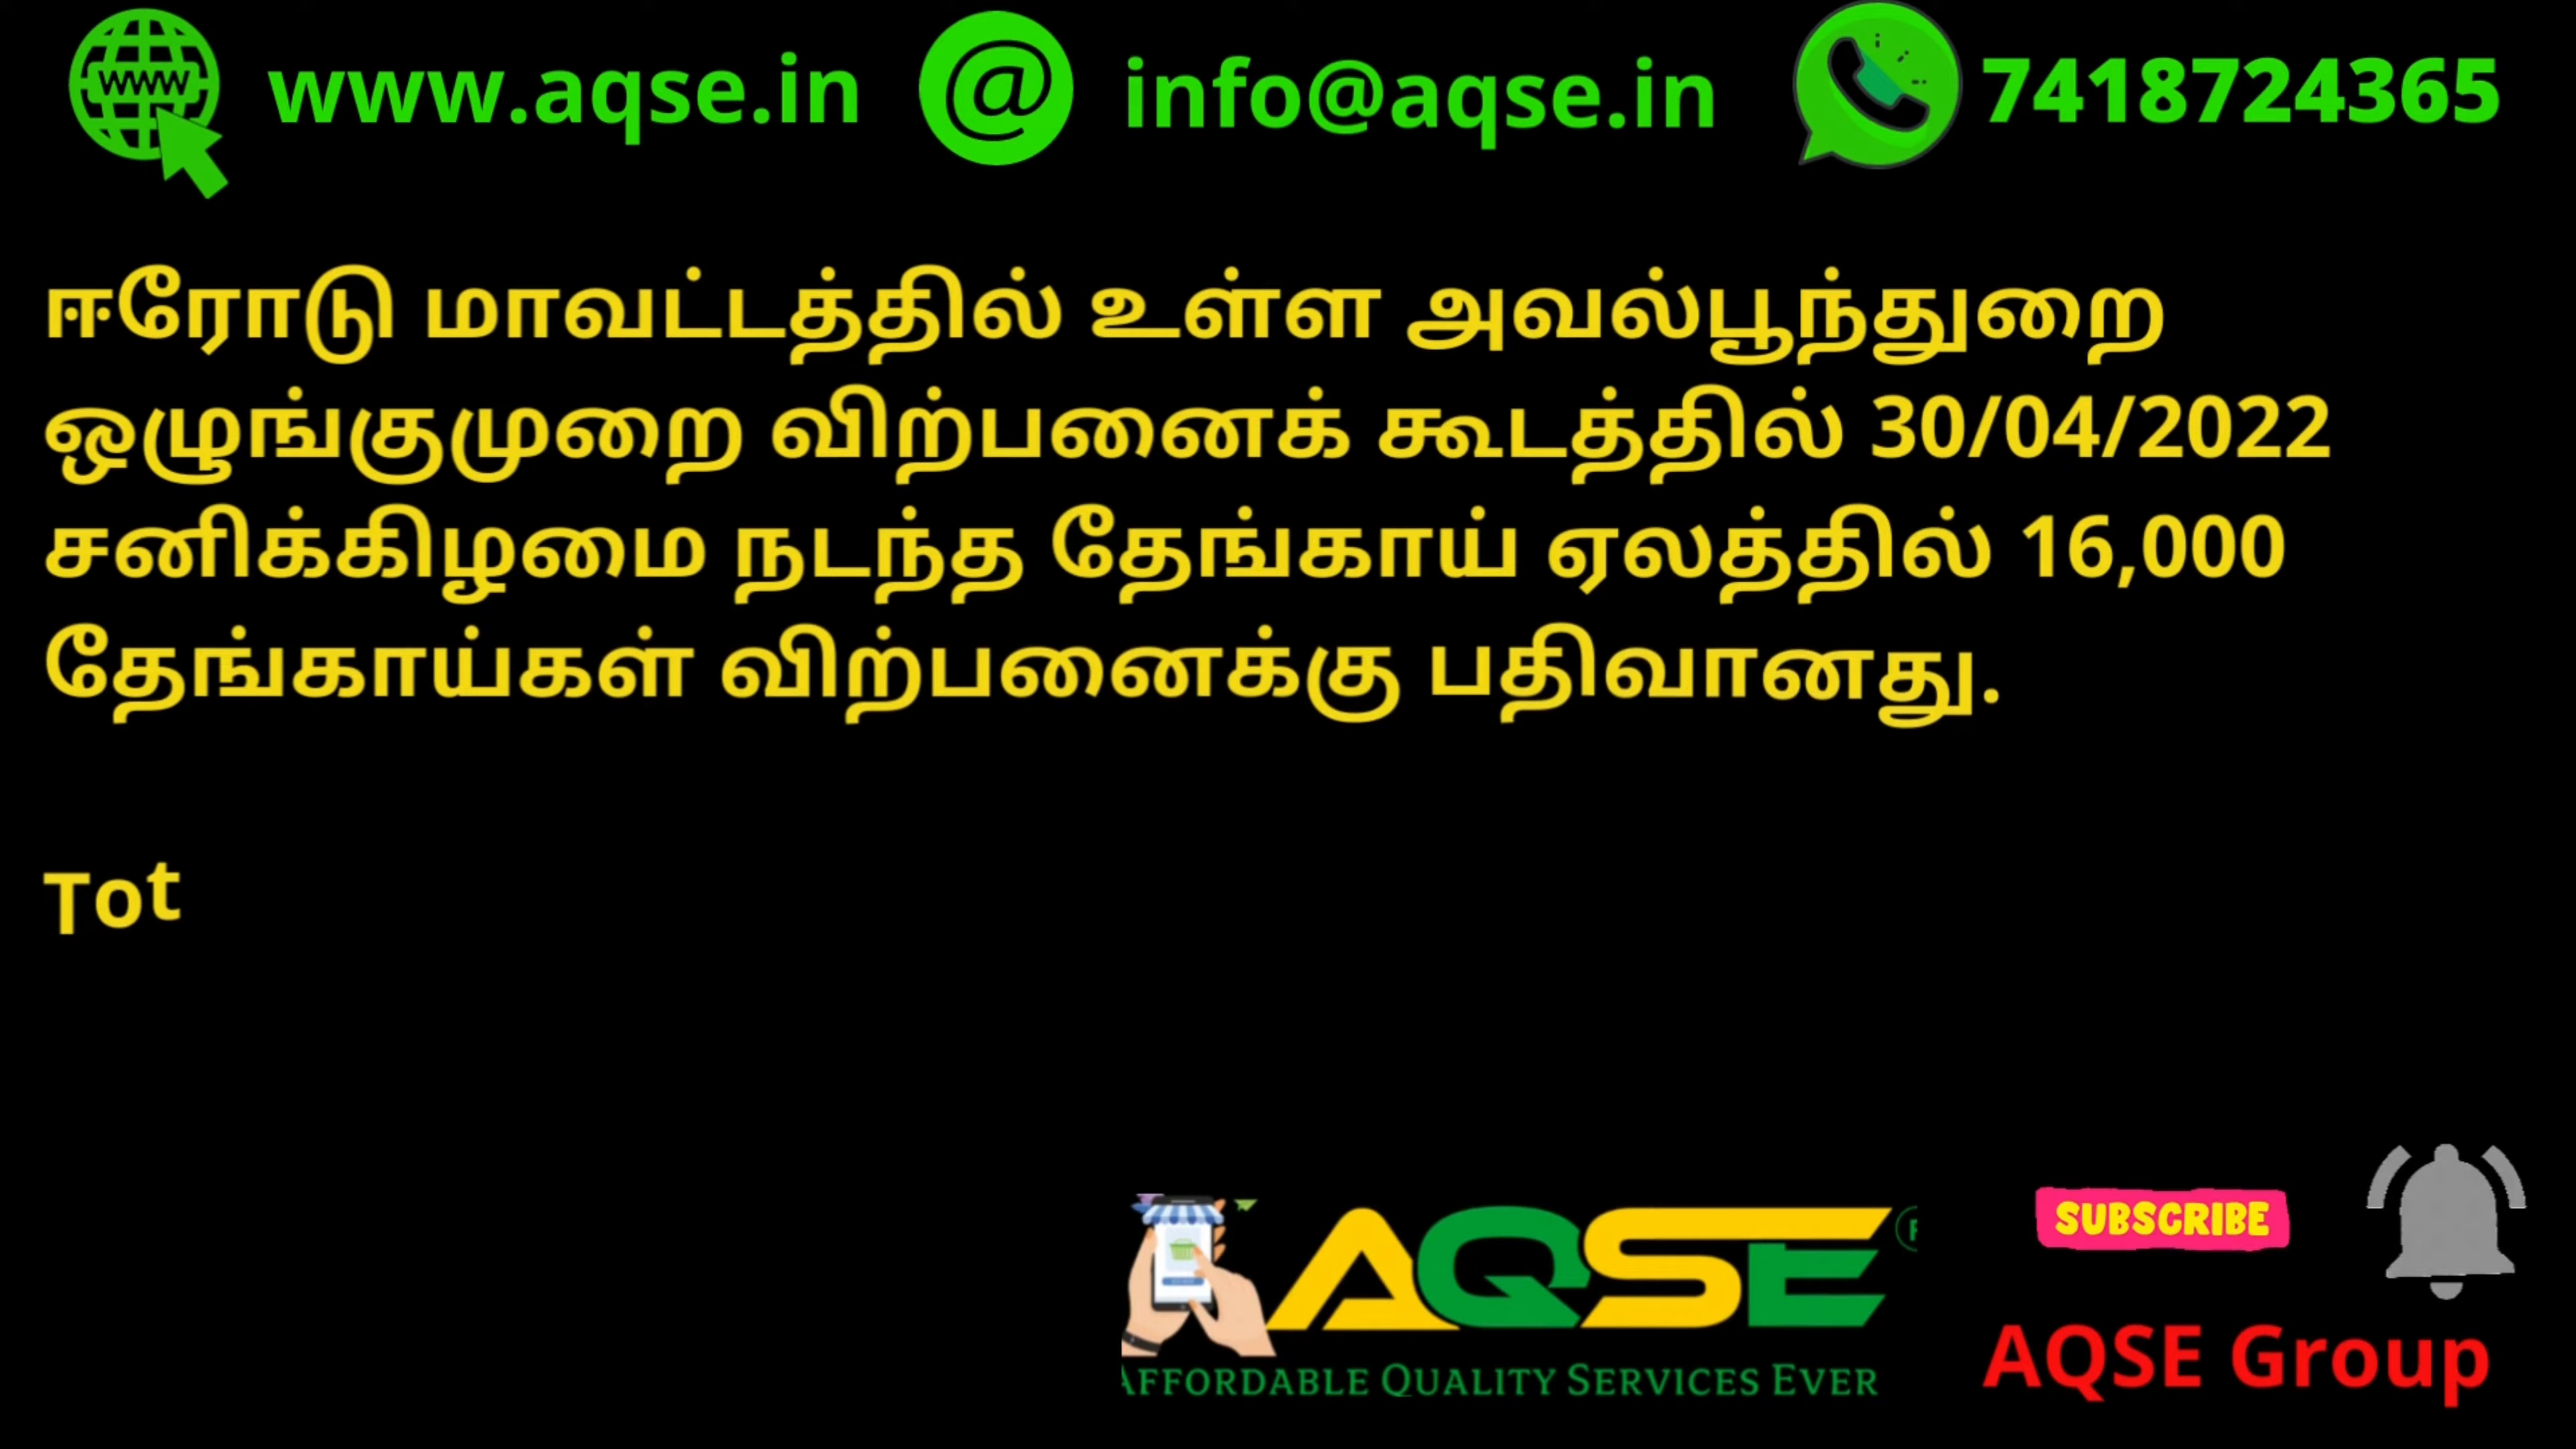 www
www.aqse.in
@
info@aqse.in
7418724365
ஈரோடு மாவட்டத்தில் உள்ள அவல்பூந்துறை
ஒழுங்குமுறை விற்பனைக் கூடத்தில் 30/04/2022
சனிக்கிழமை நடந்த தேங்காய் ஏலத்தில் 16,000
தேங்காய்கள் விற்பனைக்கு பதிவானது.
Tot
AQSE
AFFORDABLE QUALITY SERVICES EVER
SUBSCRIBE
AQSE Group